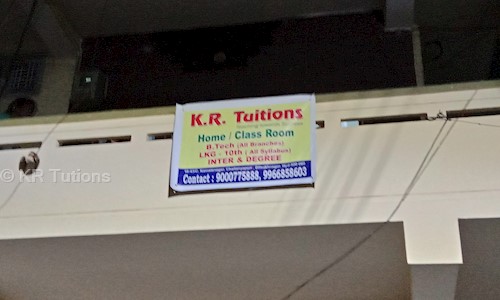 K.R. Tuitions
Home / Class Room
B.Tech (All Branches)
LKG - 10th ( All Syllabus)
INTER & DEGREE
Contact : 9000775888, 9966858603
KR Tutions